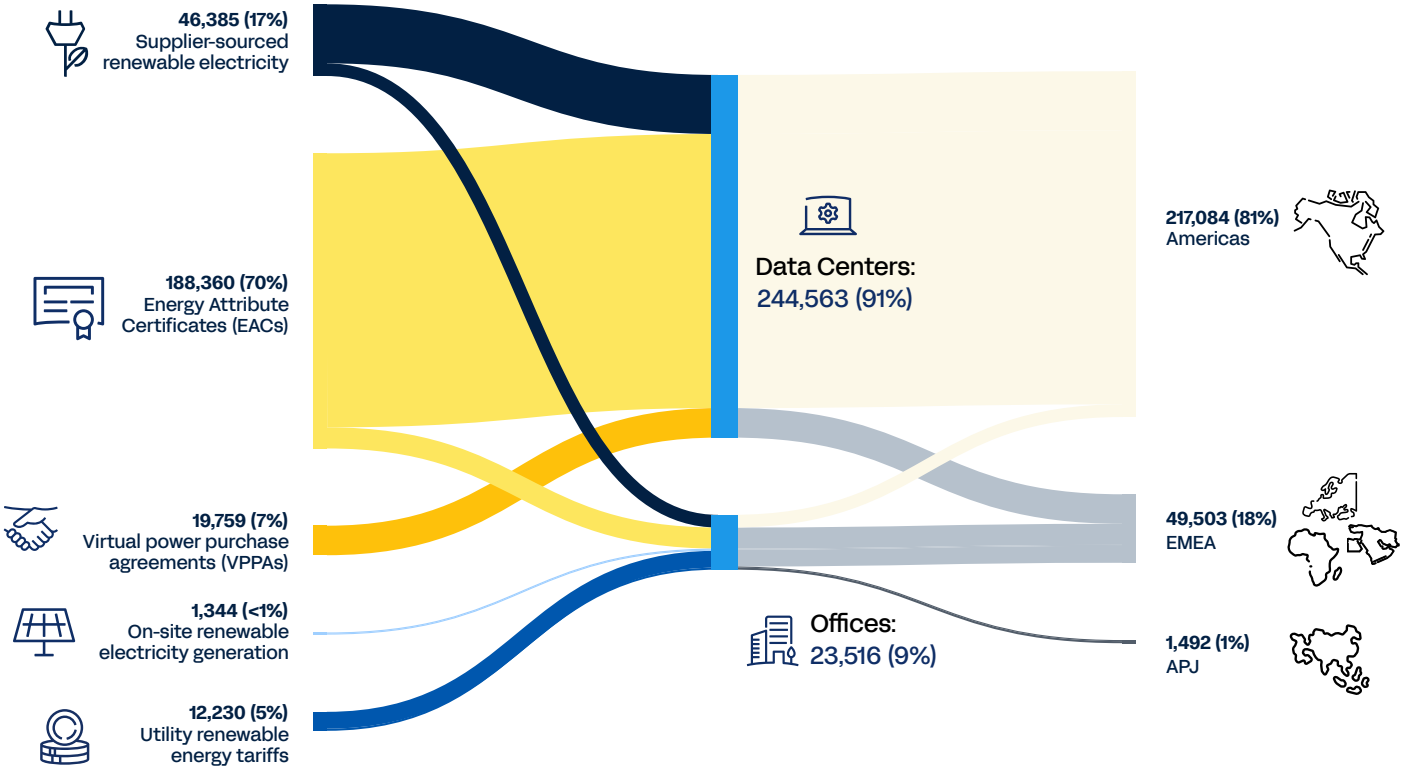 46,385 (17%)
Supplier-sourced
renewable electricity
188,360 (70%)
Energy Attribute
Certificates (EACs)
19,759 (7%)
Virtual power purchase
agreements (VPPAs)
1,344 (<1%)
On-site renewable
electricity generation
12,230 (5%)
Utility renewable
energy tariffs
Data Centers:
244,563 (91%)
Offices:
23,516 (9%)
217,084 (81%)
Americas
49,503 (18%)
EMEA
1,492 (1%)
APJ